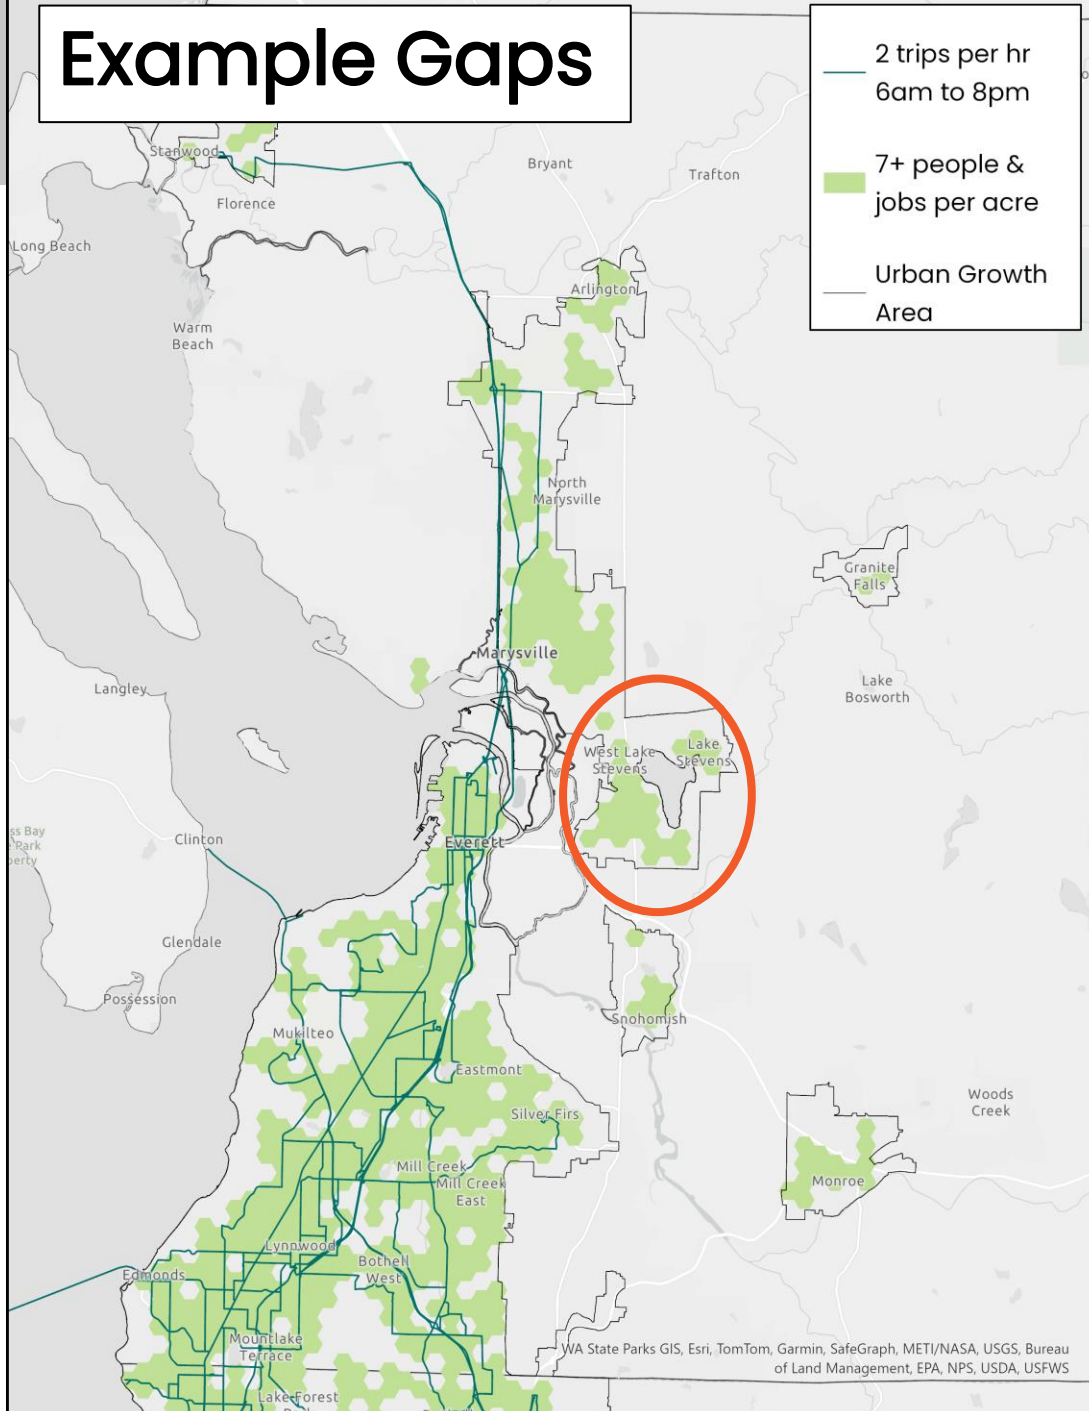 Example Gaps
2 trips per hr
6am to 8pm
7+ people &
jobs per acre
Urban Growth
Area
Stanwood
Bryant
Trafton
Florence
Long Beach
Arlington
Warm
Beach
North
Marysville
Granite
Falls
Marysville
Langley
Lake
Bosworth
West Lake
Stevens
Lake
Stevens
ss Bay
Park
perty
Clinton
Everett
Glendale
Possession
Snohomish
Mukilteo
Eastmont
Woods
Creek
Silver Firs
Mill Creek
Mill Creek
East
Monroe
Lynnwood
Bothell
West
Edmonds
Mountlake
Terrace
WA State Parks GIS, Esri, TomTom, Garmin, SafeGraph, METI/NASA, USGS, Bureau
of Land Management, EPA, NPS, USDA, USFWS
Lake Forest